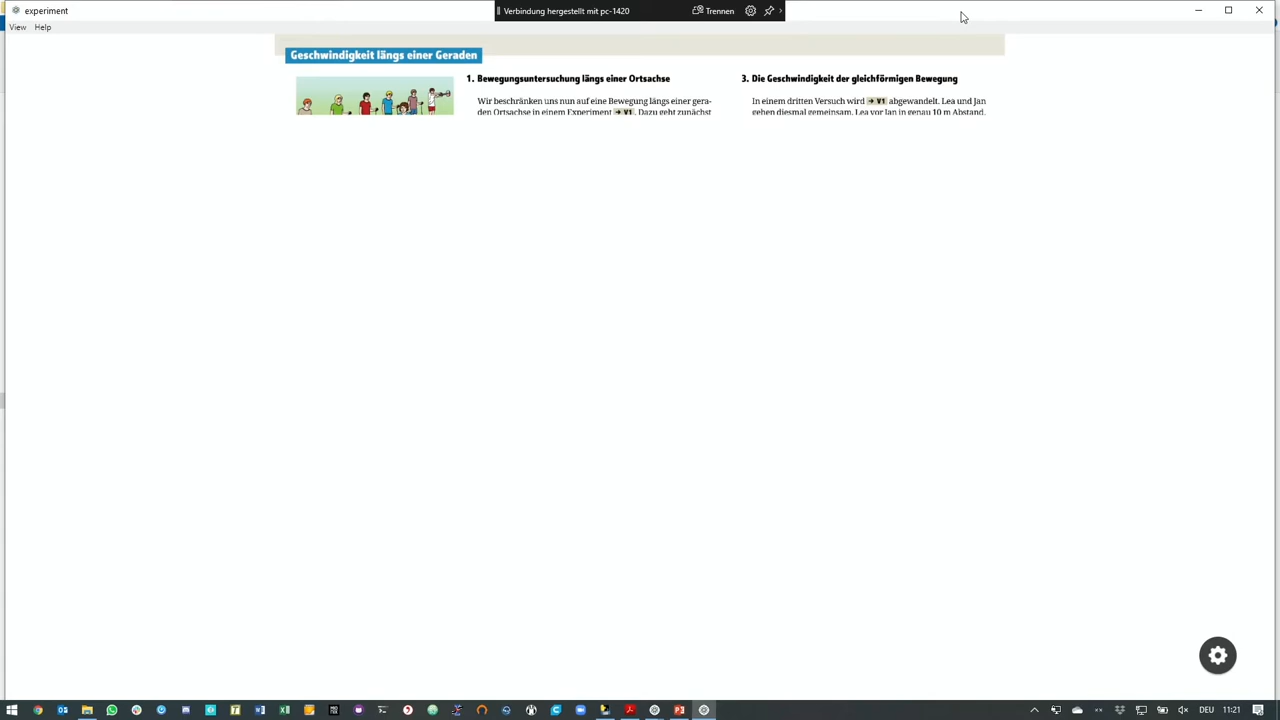 experiment
Verbindung hergestellt mit pc-1420
Trennen
View Help
Geschwindigkeit längs einer Geraden
1. Bewegungsuntersuchung längs einer Ortsachse
Wir beschränken uns nun auf eine Bewegung längs einer gera-
den Ortsachse in einem Experiment ➔ V1. Dazu geht zunächst
3. Die Geschwindigkeit der gleichförmigen Bewegung
In einem dritten Versuch wird ➔ V1 abgewandelt. Lea und Jan
gehen diesmal gemeinsam, Lea vor Jan in genau 10 m Abstand.
DEU 11:21